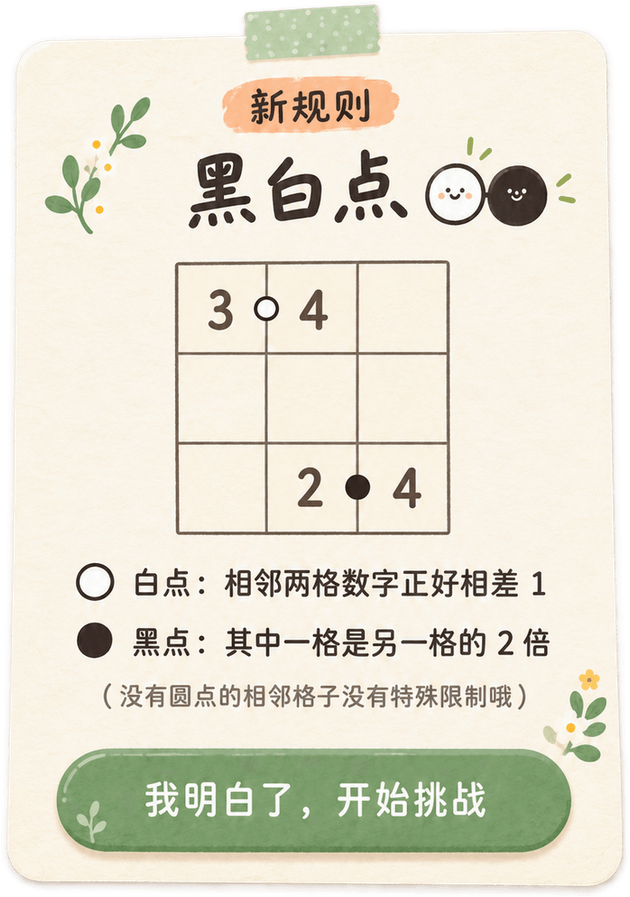 新规则
黑白点
3 4
2 4
白点：相邻两格数字正好相差 1
黑点：其中一格是另一格的 2 倍
（没有圆点的相邻格子没有特殊限制哦）
我明白了，开始挑战